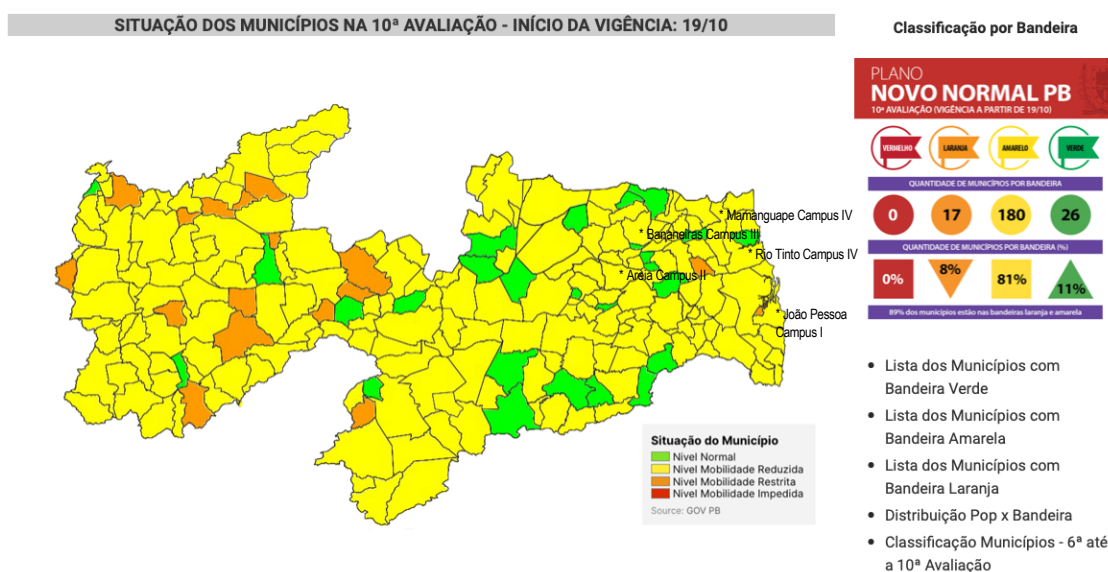 SITUAÇÃO DOS MUNICÍPIOS NA 10ª AVALIAÇÃO - INÍCIO DA VIGÊNCIA: 19/10
* Mamanguape Campus IV
* Bananeiras Campus III
* Rio Tinto Campus IV
* Areia Campus II
* João Pessoa
Campus I
Situação do Município
Nivel Normal
Nivel Mobilidade Reduzida
Nivel Mobilidade Restrita
Nivel Mobilidade Impedida
Source: GOV PB
Classificação por Bandeira
PLANO
NOVO NORMAL PB
10ª AVALIAÇÃO (VIGÊNCIA A PARTIR DE 19/10)
VERMELHO LARANJA AMARELO VERDE
QUANTIDADE DE MUNICÍPIOS POR BANDEIRA
0 17 180 26
QUANTIDADE DE MUNICÍPIOS POR BANDEIRA (%)
0% 8% 81% 11%
89% dos municípios estão nas bandeiras laranja e amarela
• Lista dos Municípios com
Bandeira Verde
• Lista dos Municípios com
Bandeira Amarela
• Lista dos Municípios com
Bandeira Laranja
• Distribuição Pop x Bandeira
• Classificação Municípios - 6ª até
a 10ª Avaliação